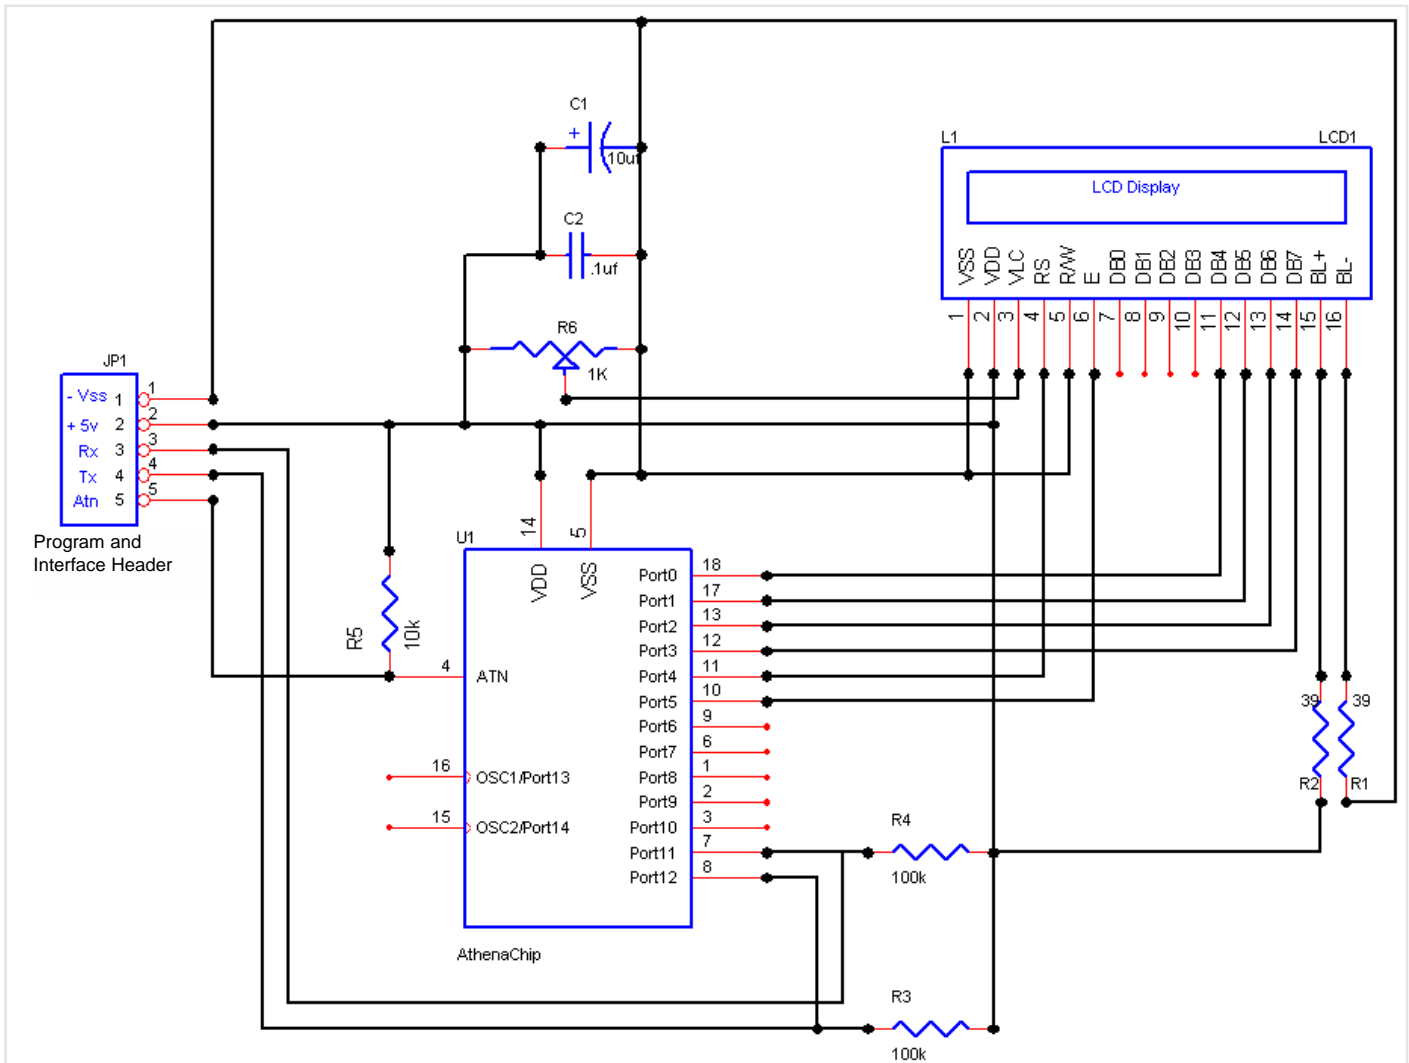 C1
+
10uf
C2
.1uf
R6
1K
L1
LCD1
LCD Display
VSS
VDD
VLC
RS
R/W
E
DB0
DB1
DB2
DB3
DB4
DB5
DB6
DB7
BL+
BL-
1
2
3
4
5
6
7
8
9
10
11
12
13
14
15
16
JP1
- Vss 1 1
+ 5v 2 2
Rx 3 3
Tx 4 4
Atn 5 5
Program and
Interface Header
R5
10k
U1
14
VDD
5
VSS
4 ATN
16 OSC1/Port13
15 OSC2/Port14
Port0 18
Port1 17
Port2 13
Port3 12
Port4 11
Port5 10
Port6 9
Port7 6
Port8 1
Port9 2
Port10 3
Port11 7
Port12 8
AthenaChip
39
39
R2
R1
R4
100k
R3
100k